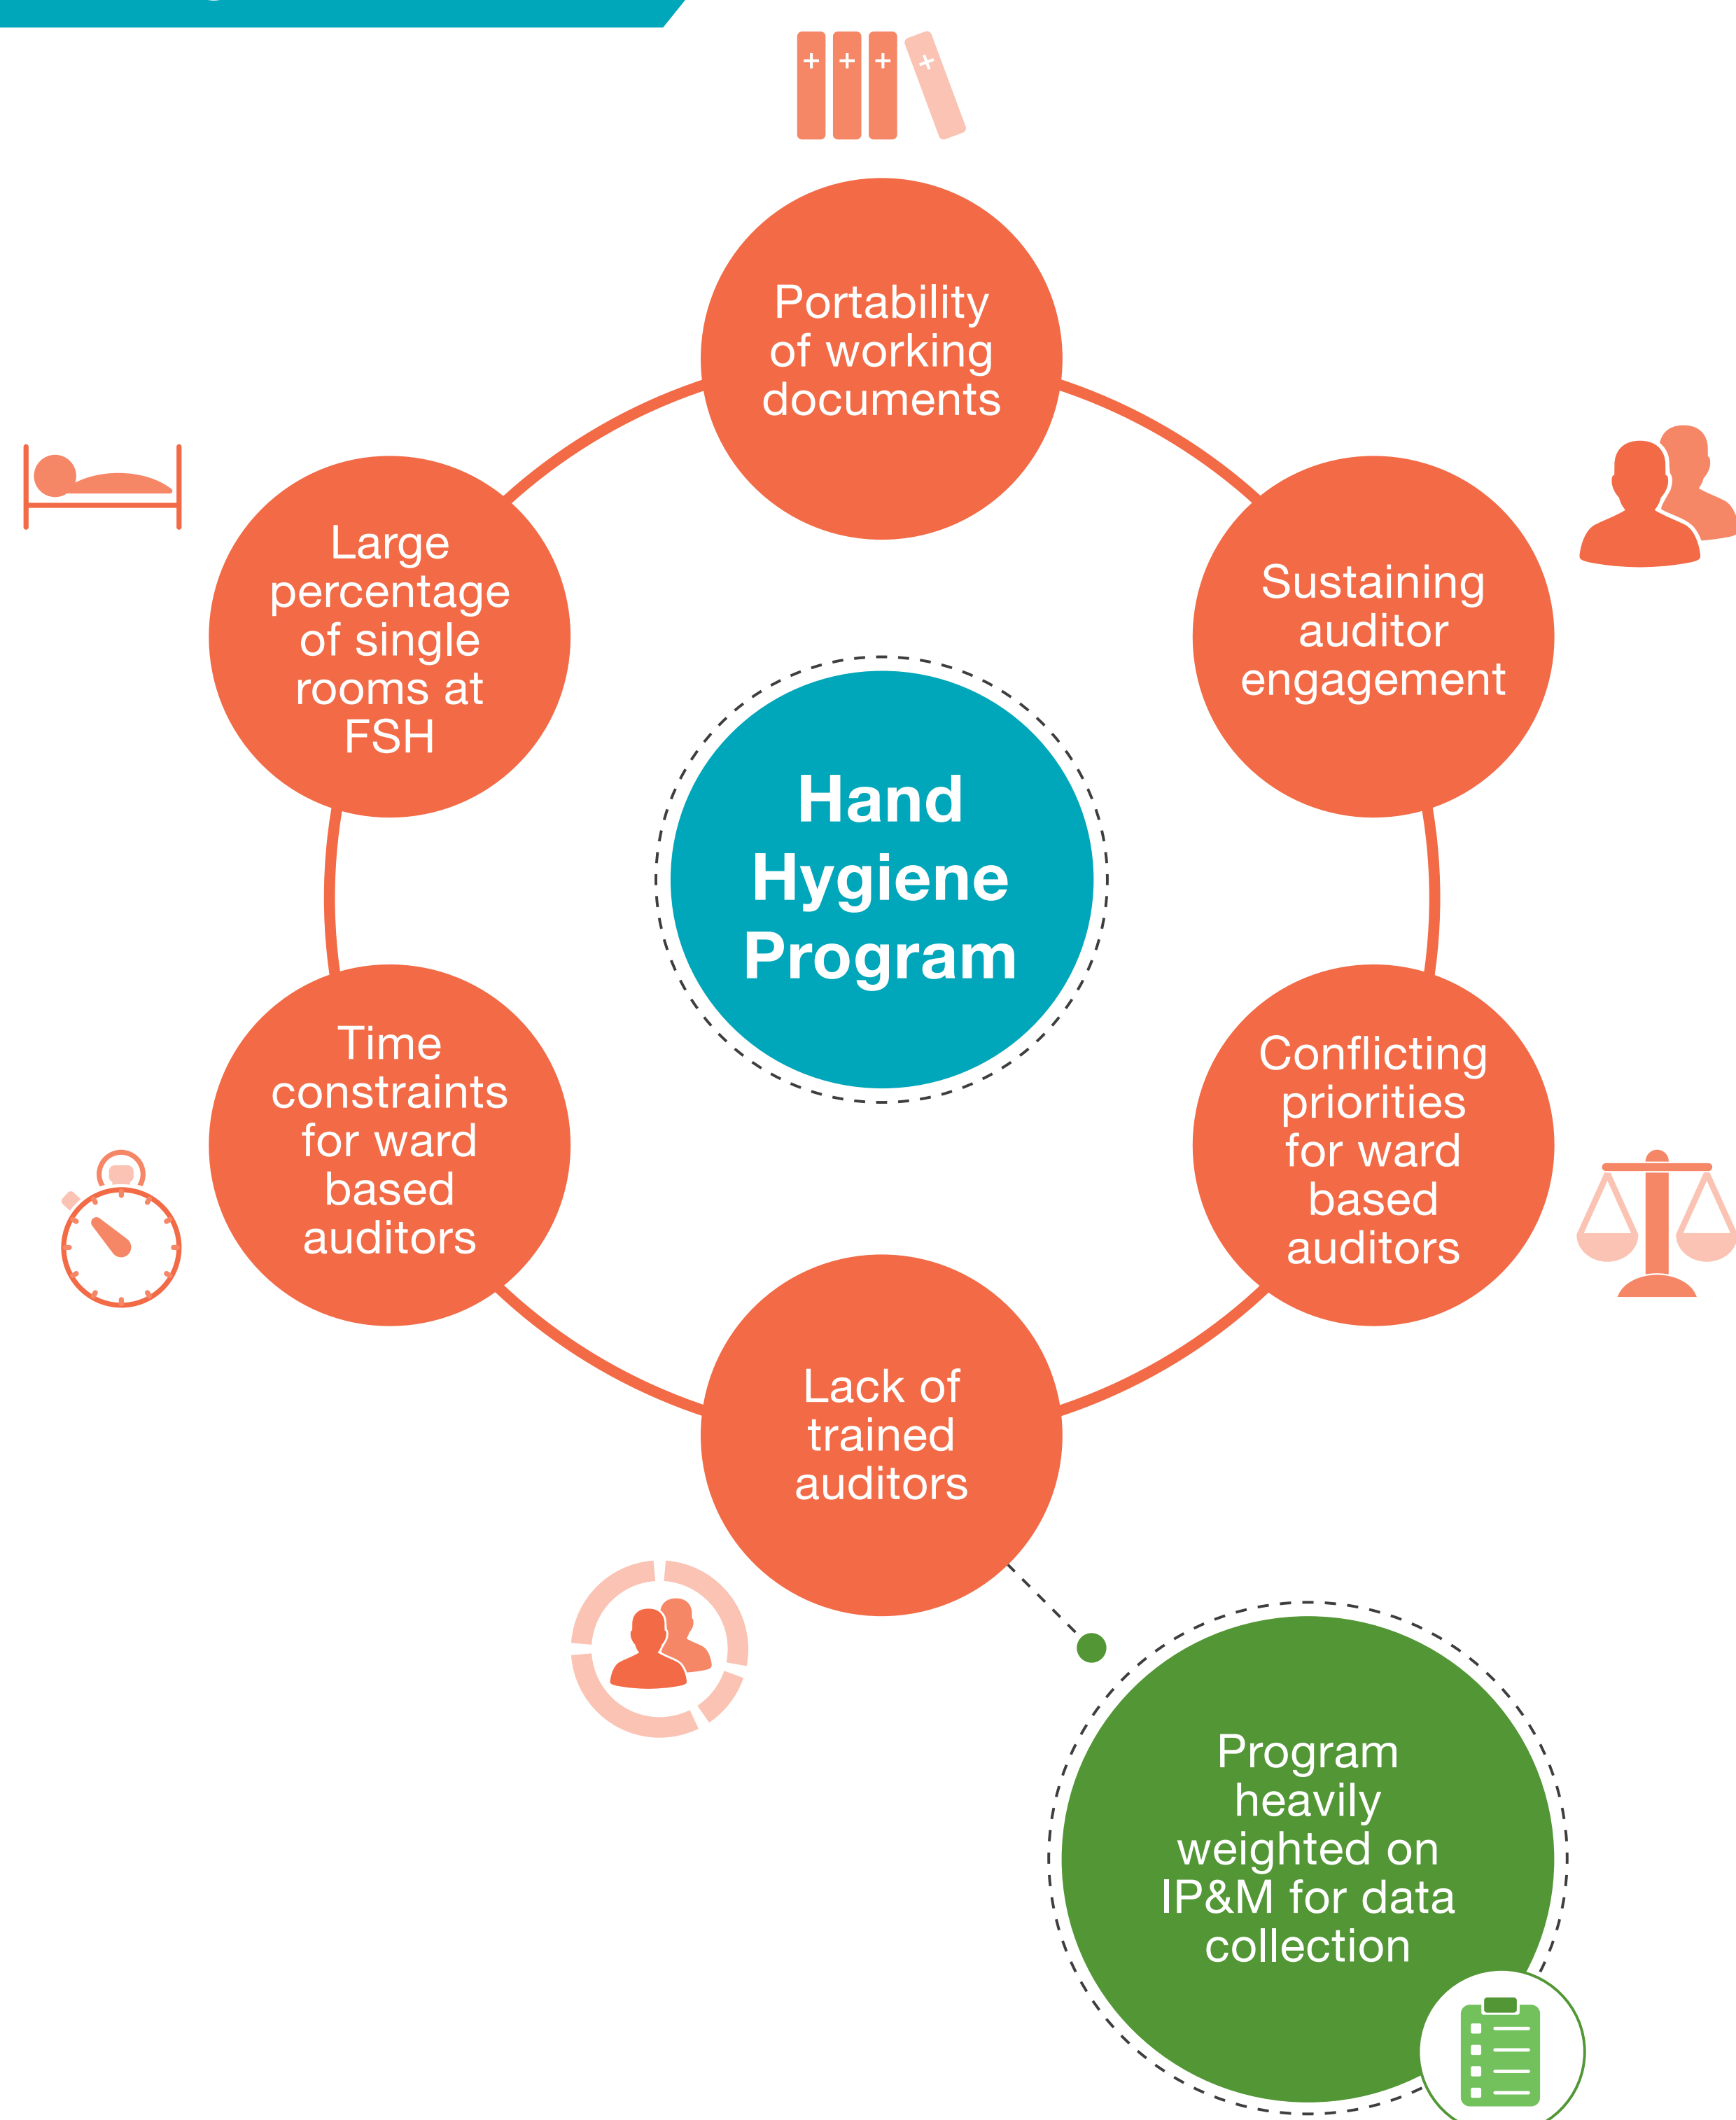 Portability
of working
documents
Large
percentage
of single
rooms at
FSH
Sustaining
auditor
engagement
Hand
Hygiene
Program
Time
constraints
for ward
based
auditors
Conflicting
priorities
for ward
based
auditors
Lack of
trained
auditors
Program
heavily
weighted on
IP&M for data
collection